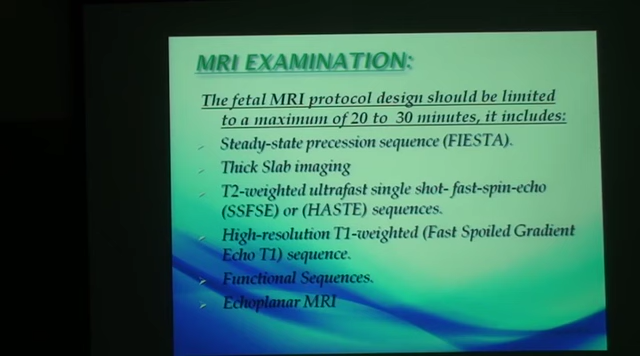 MRI EXAMINATION:
The fetal MRI protocol design should be limited
to a maximum of 20 to 30 minutes, it includes:
Steady-state precession sequence (FIESTA).
Thick Slab imaging
T2-weighted ultrafast single shot- fast-spin-echo
(SSFSE) or (HASTE) sequences.
High-resolution T1-weighted (Fast Spoiled Gradient
Echo T1) sequence.
Functional Sequences.
Echoplanar MRI